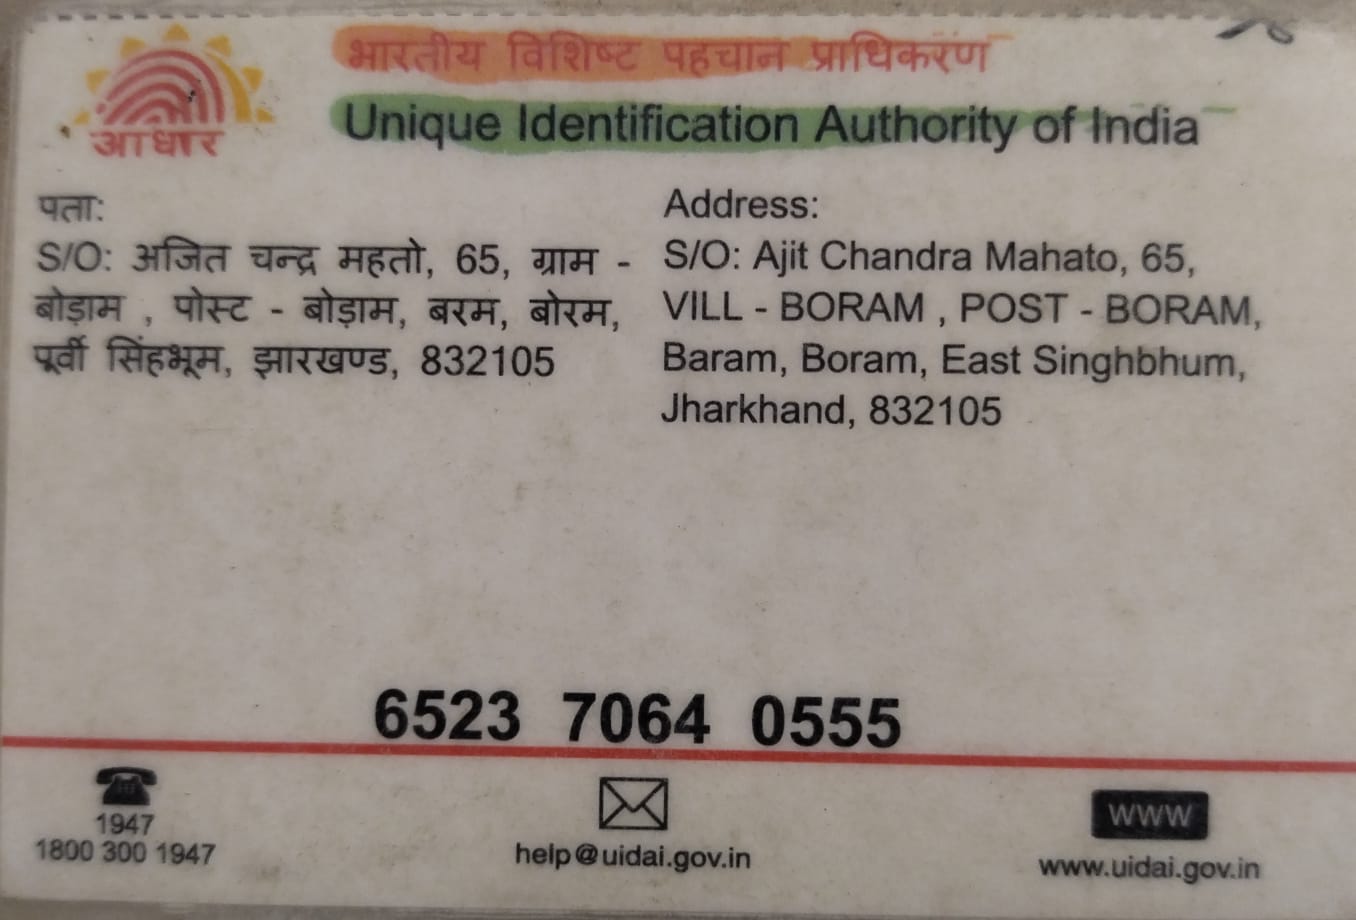 आधार
भारतीय विशिष्ट पहचान प्राधिकरण
Unique Identification Authority of India
पता:
S/O: अजित चन्द्र महतो, 65, ग्राम -
बोड़ाम , पोस्ट - बोड़ाम, बरम, बोरम,
पूर्वी सिंहभूम, झारखण्ड, 832105
Address:
S/O: Ajit Chandra Mahato, 65,
VILL - BORAM , POST - BORAM,
Baram, Boram, East Singhbhum,
Jharkhand, 832105
6523 7064 0555
1947
1800 300 1947
help@uidai.gov.in
www
www.uidai.gov.in